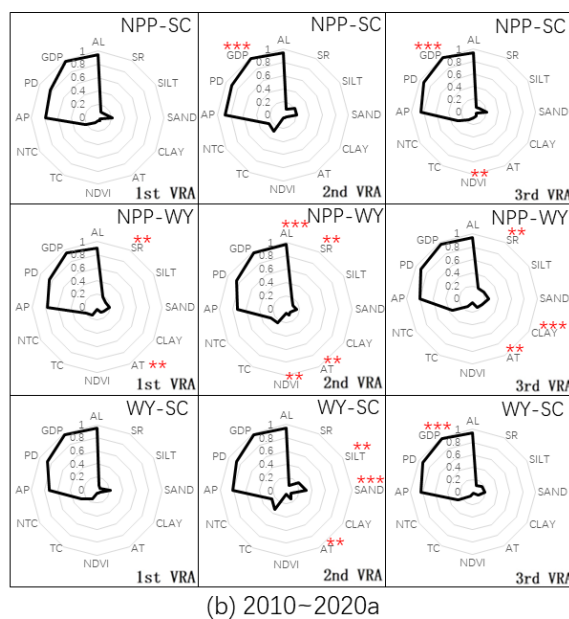 NPP-SC
***
AL
GDP
SR
PD
SILT
AP
SAND
NTC
CLAY
TC
AT
NDVI
1
0.8
0.6
0.4
0.2
0
1st VRA
NPP-SC
***
AL
GDP
SR
PD
SILT
AP
SAND
NTC
CLAY
TC
AT
NDVI
1
0.8
0.6
0.4
0.2
0
2nd VRA
NPP-SC
***
AL
GDP
SR
PD
SILT
AP
SAND
NTC
CLAY
TC
AT
**
NDVI
1
0.8
0.6
0.4
0.2
0
3rd VRA
NPP-WY
AL
**
GDP
SR
PD
SILT
AP
SAND
NTC
CLAY
TC
AT **
NDVI
1
0.8
0.6
0.4
0.2
0
1st VRA
NPP-WY
***
AL
**
GDP
SR
PD
SILT
AP
SAND
NTC
CLAY
TC
**
AT
**
NDVI
1
0.8
0.6
0.4
0.2
0
2nd VRA
NPP-WY
AL
**
GDP
SR
PD
SILT
AP
SAND
NTC
***
CLAY
TC
**
AT
NDVI
1
0.8
0.6
0.4
0.2
0
3rd VRA
WY-SC
AL
GDP
SR
PD
SILT
AP
SAND
NTC
CLAY
TC
AT
NDVI
1
0.8
0.6
0.4
0.2
0
1st VRA
WY-SC
AL
GDP
SR
**
PD
SILT
***
AP
SAND
NTC
CLAY
TC
**
AT
NDVI
1
0.8
0.6
0.4
0.2
0
2nd VRA
WY-SC
***
AL
GDP
SR
PD
SILT
AP
SAND
NTC
CLAY
TC
AT
NDVI
1
0.8
0.6
0.4
0.2
0
3rd VRA
(b) 2010~2020a